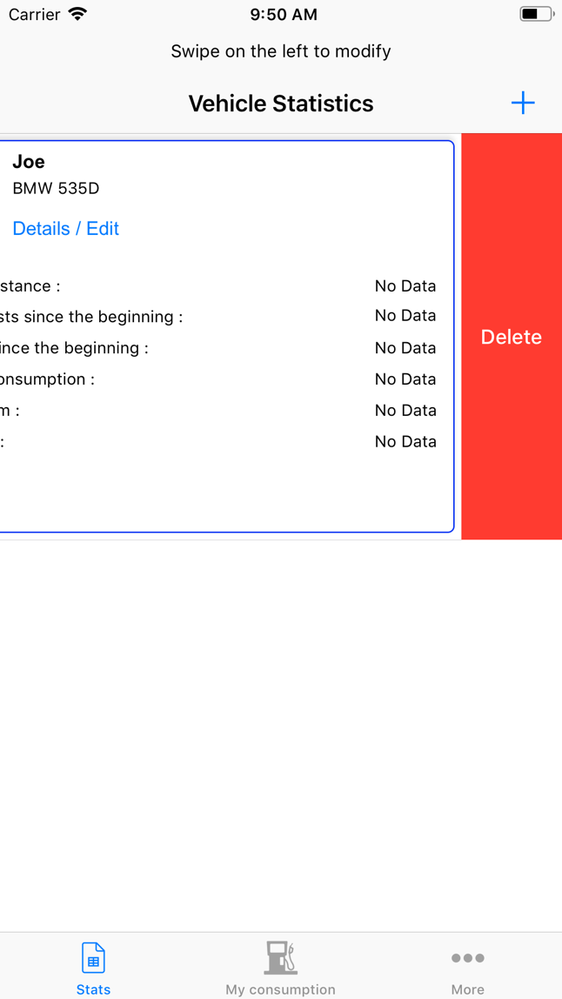 Carrier 9:50 AM
Swipe on the left to modify
Vehicle Statistics
Joe
BMW 535D
Details / Edit
stance : No Data
sts since the beginning : No Data
ince the beginning : No Data
onsumption : No Data
m : No Data
: No Data
Delete
Stats My consumption More